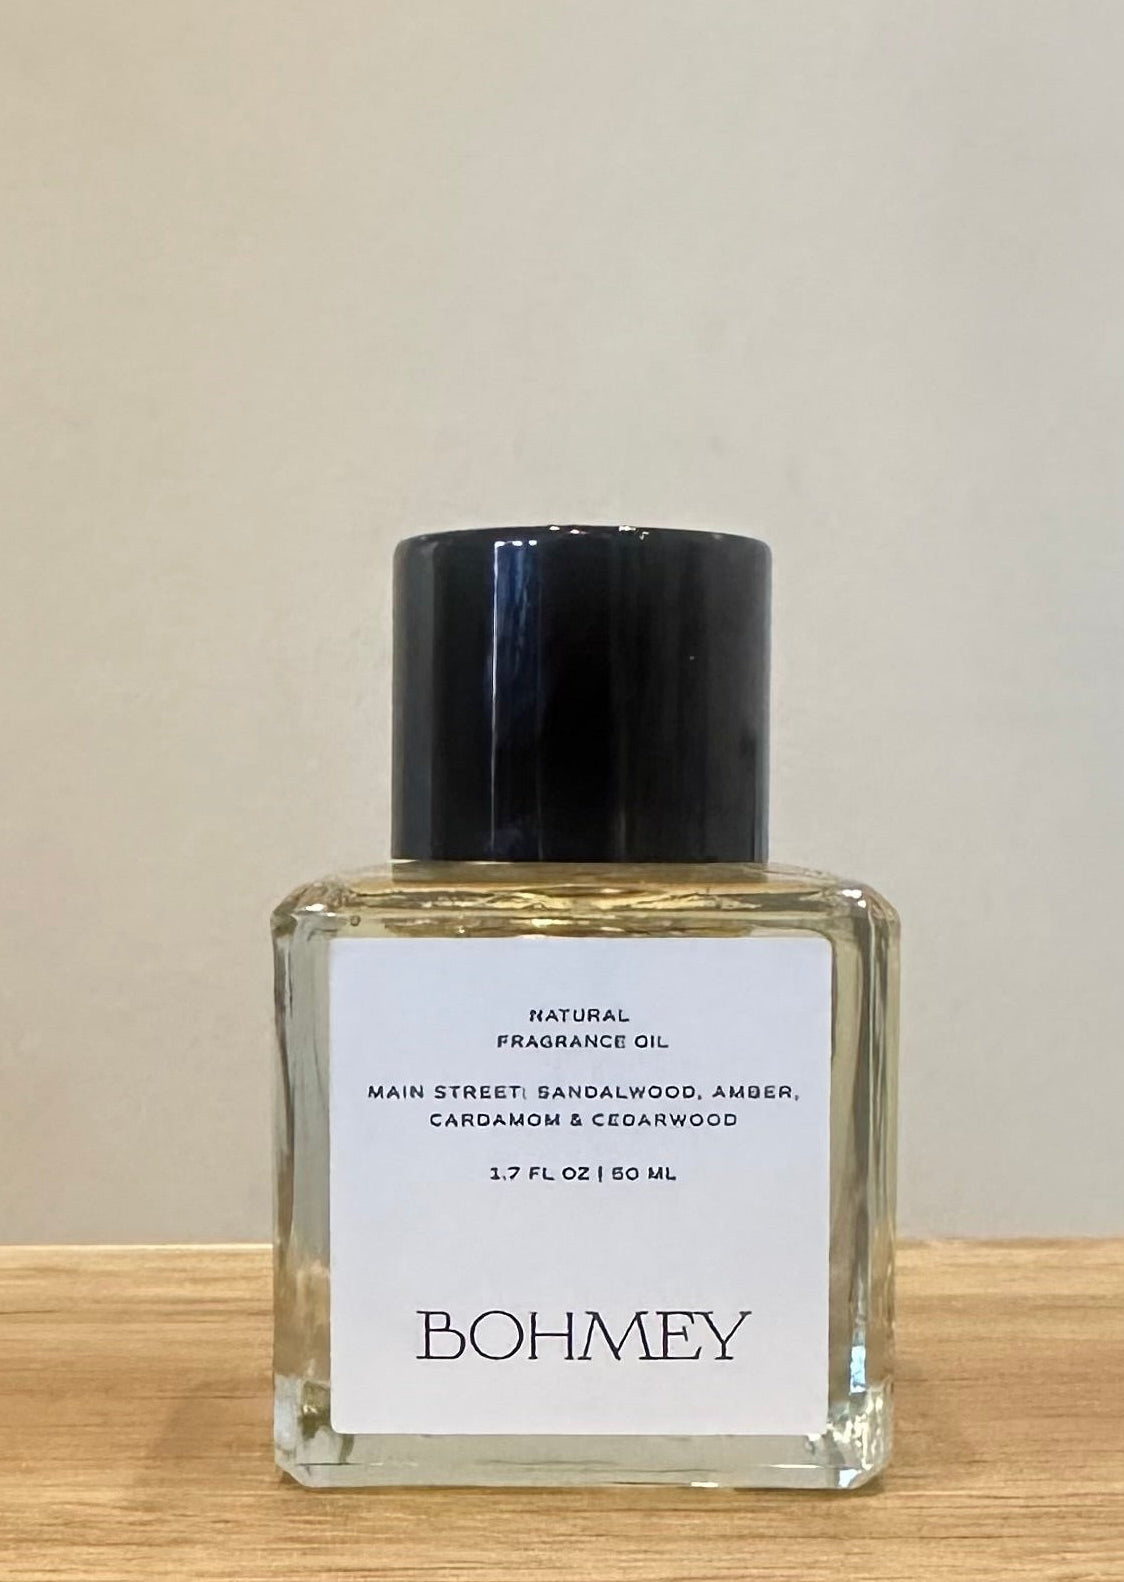 NATURAL
FRAGRANCE OIL
MAIN STREET: SANDALWOOD, AMBER,
CARDAMOM & CEDARWOOD
1.7 FL OZ | 50 ML
BOHMEY